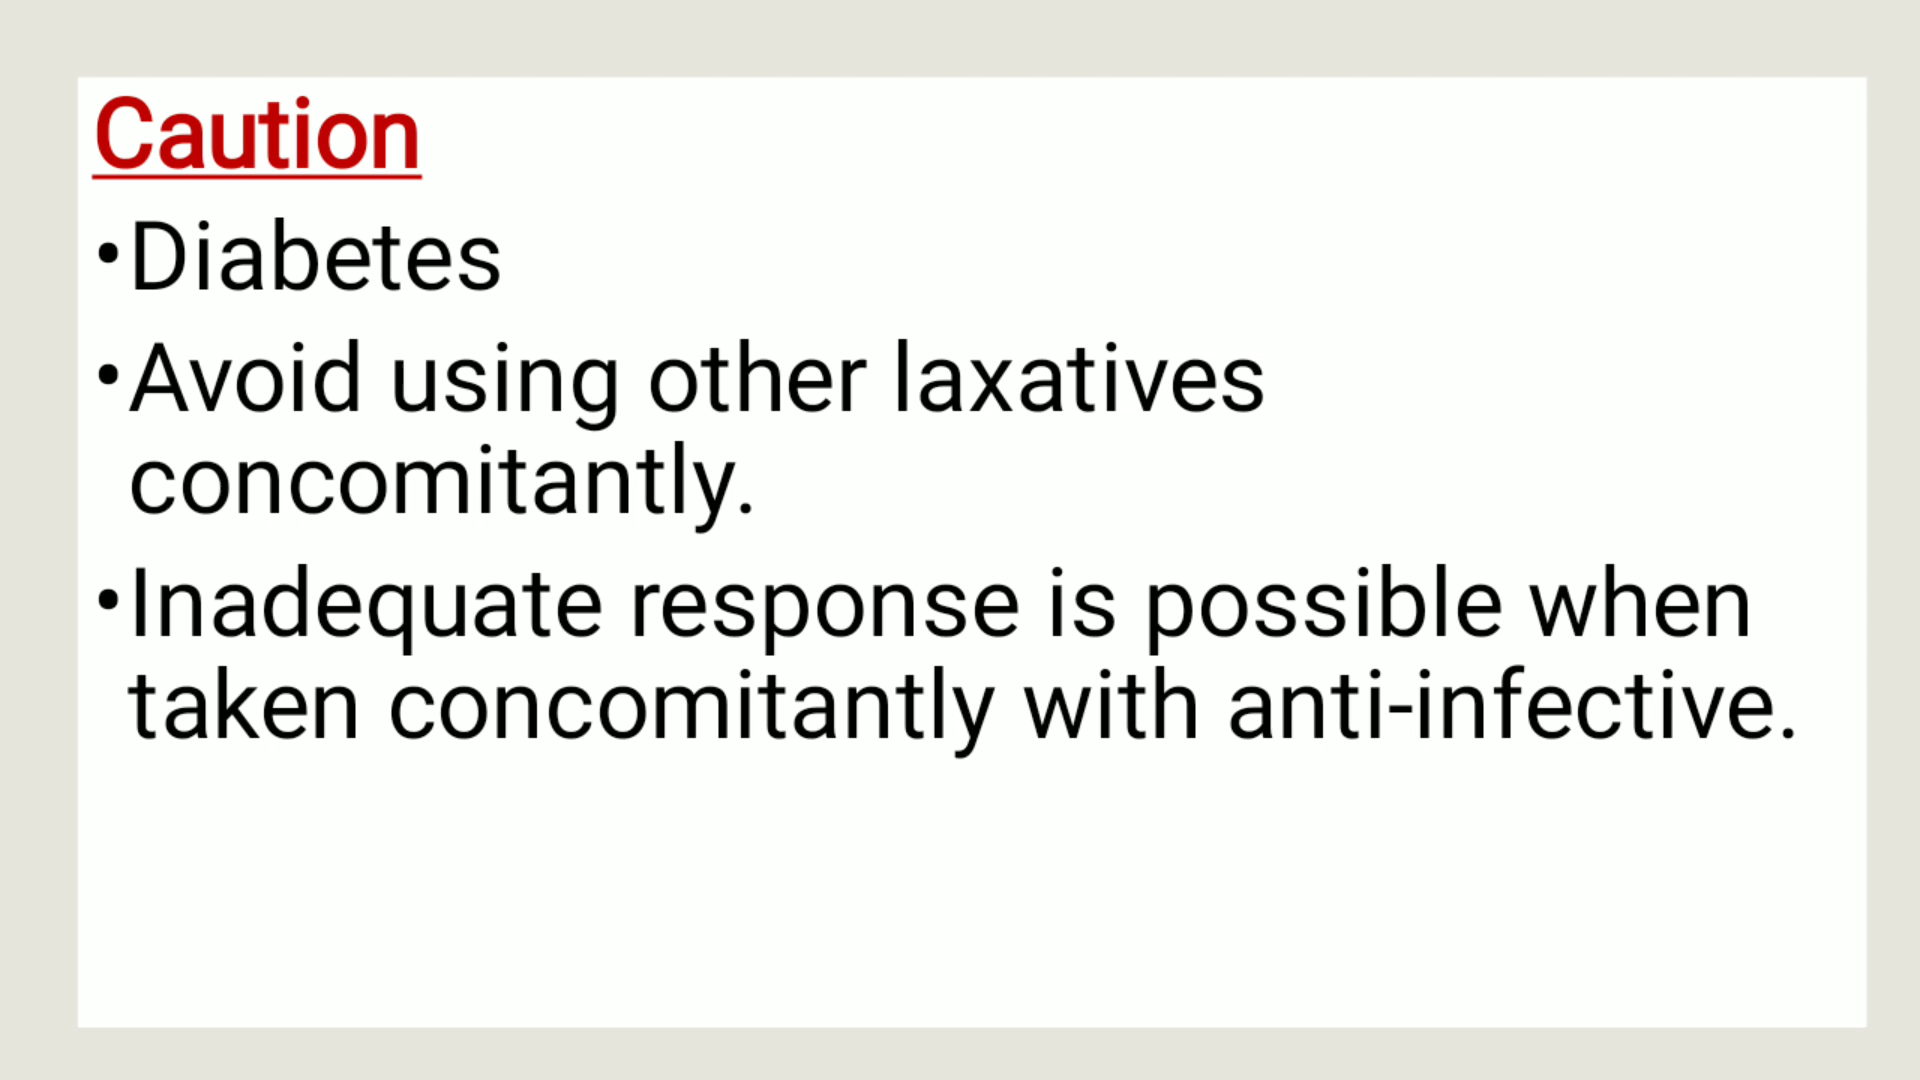 Caution
•Diabetes
•Avoid using other laxatives
concomitantly.
•Inadequate response is possible when
taken concomitantly with anti-infective.